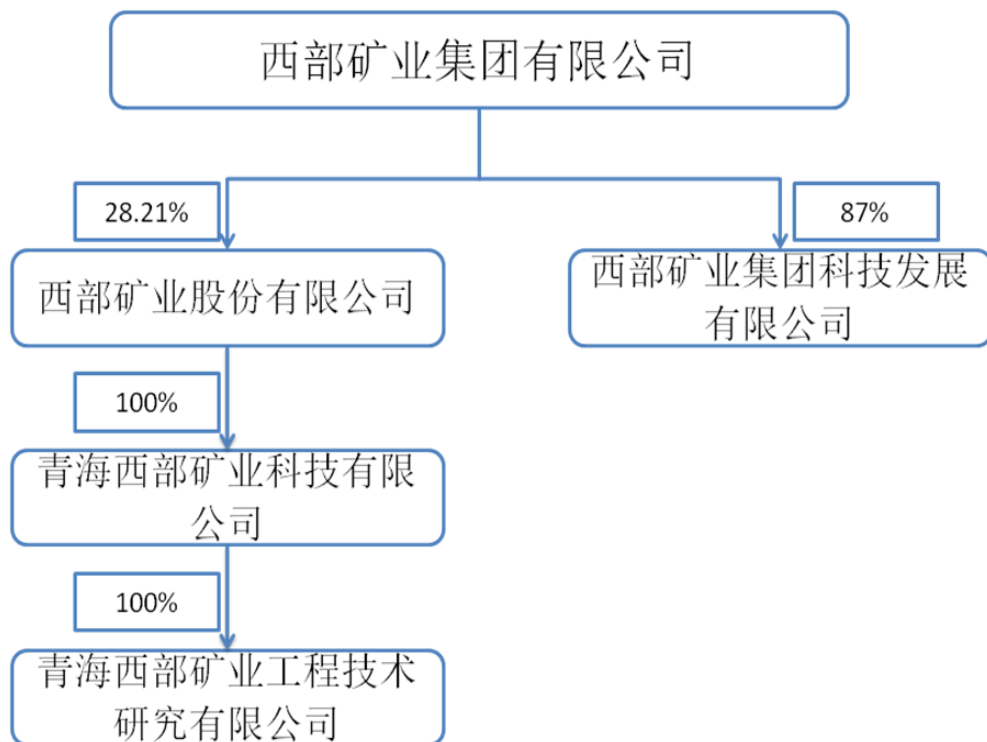 西部矿业集团有限公司
28.21%
87%
西部矿业股份有限公司
西部矿业集团科技发展
有限公司
100%
青海西部矿业科技有限
公司
100%
青海西部矿业工程技术
研究有限公司